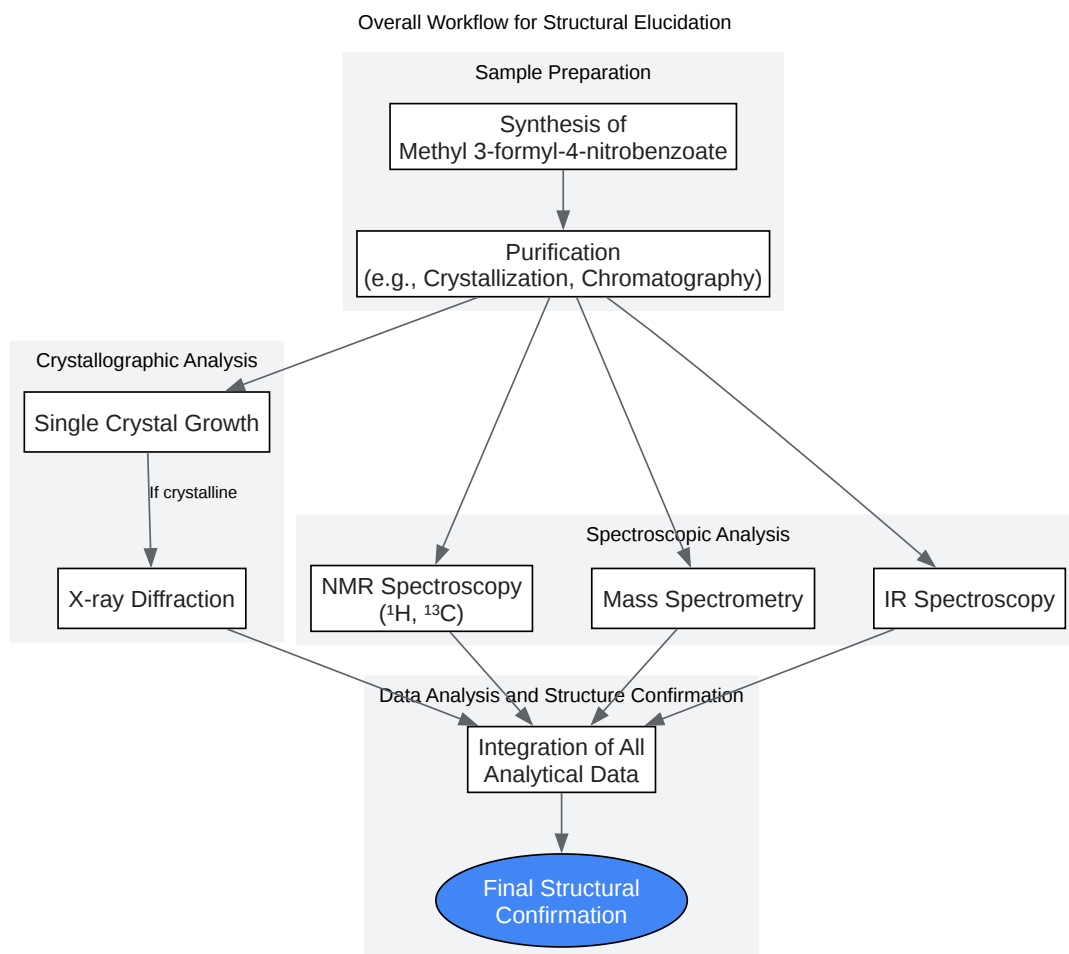 Overall Workflow for Structural Elucidation
Sample Preparation
Synthesis of
Methyl 3-formyl-4-nitrobenzoate
Purification
(e.g., Crystallization, Chromatography)
Crystallographic Analysis
Single Crystal Growth
If crystalline
X-ray Diffraction
Spectroscopic Analysis
NMR Spectroscopy
(¹H, ¹³C)
Mass Spectrometry
IR Spectroscopy
Data Analysis and Structure Confirmation
Integration of All
Analytical Data
Final Structural
Confirmation